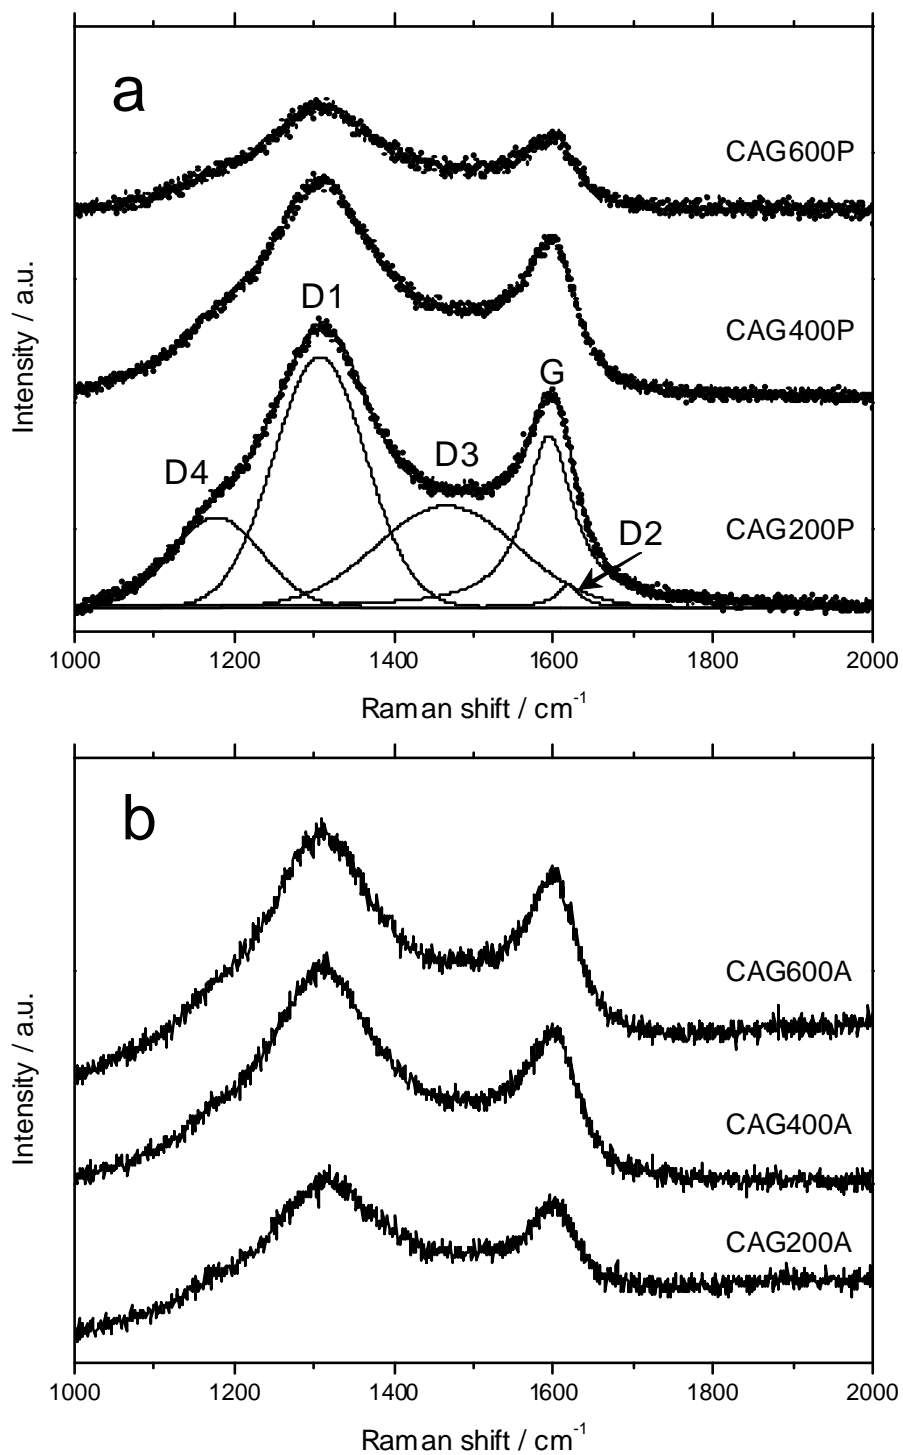 a
CAG600P
CAG400P
D1
G
D3
D4
D2
CAG200P
Intensity / a.u.
1000 1200 1400 1600 1800 2000
Raman shift / cm⁻¹
b
CAG600A
CAG400A
CAG200A
Intensity / a.u.
1000 1200 1400 1600 1800 2000
Raman shift / cm⁻¹